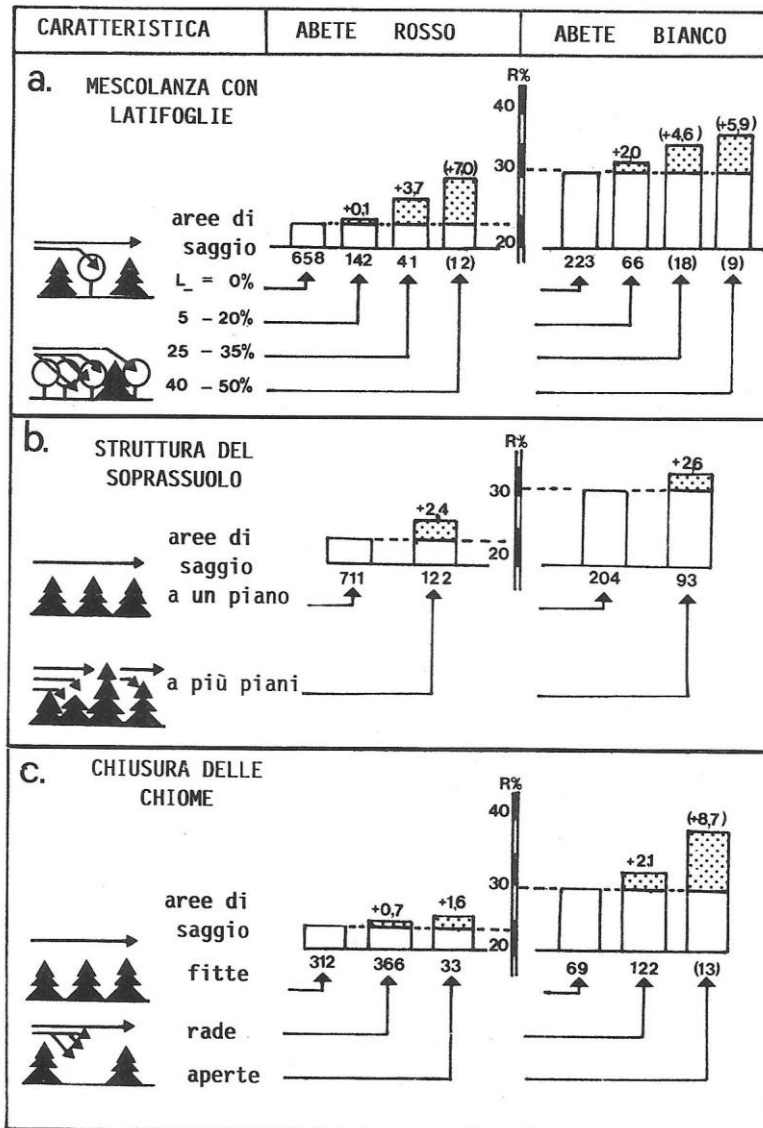 CARATTERISTICA ABETE ROSSO ABETE BIANCO
a. MESCOLANZA CON
LATIFOGLIE
R%
40
30
20
+0,1 +3,7 (+7,0) +2,0 (+4,6) (+5,9)
aree di
saggio
658 142 41 (12) 223 66 (18) (9)
L_ = 0%
5 - 20%
25 - 35%
40 - 50%
b. STRUTTURA DEL
SOPRASSUOLO
R%
30
20
+2,4 +2,6
aree di
saggio
711 122 204 93
a un piano
a più piani
c. CHIUSURA DELLE
CHIOME
R%
40
30
20
+0,7 +1,6 +2,1 (+8,7)
aree di
saggio
312 366 33 69 122 (13)
fitte
rade
aperte